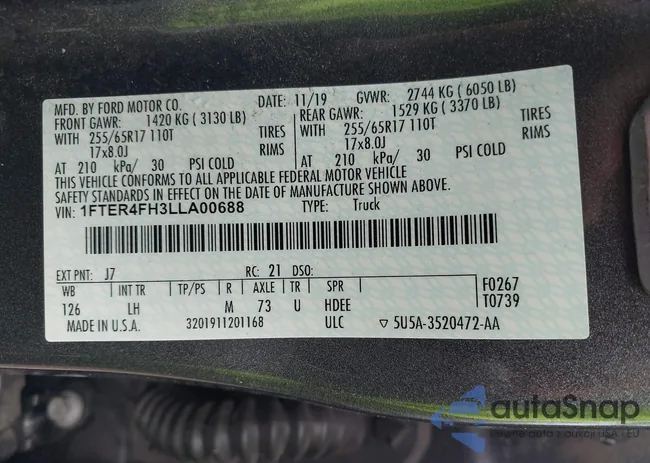 MFD. BY FORD MOTOR CO. DATE: 11/19 GVWR: 2744 KG ( 6050 LB)
FRONT GAWR: 1420 KG ( 3130 LB) REAR GAWR: 1529 KG ( 3370 LB)
WITH 255/65R17 110T TIRES WITH 255/65R17 110T TIRES
17x8.0J RIMS 17x8.0J RIMS
AT 210 kPa/ 30 PSI COLD AT 210 kPa/ 30 PSI COLD
THIS VEHICLE CONFORMS TO ALL APPLICABLE FEDERAL MOTOR VEHICLE
SAFETY STANDARDS IN EFFECT ON THE DATE OF MANUFACTURE SHOWN ABOVE.
VIN: 1FTER4FH3LLA00688 TYPE: Truck
EXT PNT: J7 RC: 21 DSO: F0267
WB INT TR TP/PS R AXLE TR SPR T0739
126 LH M 73 U HDEE
MADE IN U.S.A. 3201911201168 ULC ▽ 5U5A-3520472-AA
autoSnap